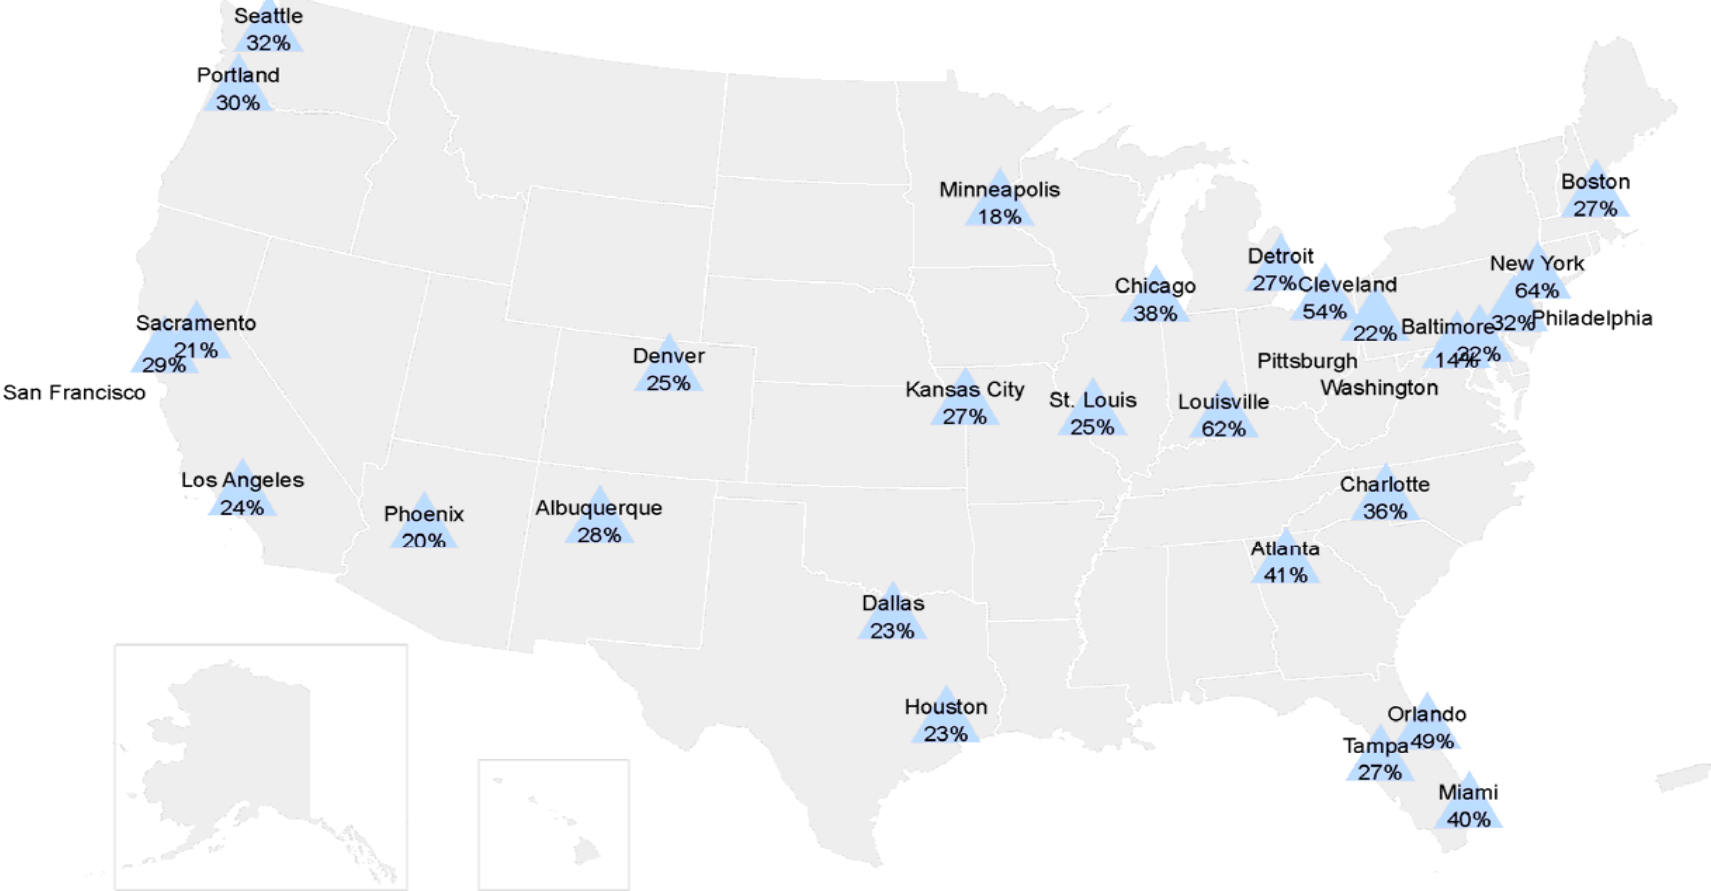 Seattle
32%
Portland
30%
Minneapolis
18%
Boston
27%
Detroit
27%
Cleveland
54%
New York
64%
Chicago
38%
Sacramento
21%
29%
San Francisco
Denver
25%
22%
Pittsburgh
Baltimore
22%
32%
Philadelphia
14%
Washington
Kansas City
27%
St. Louis
25%
Louisville
62%
Los Angeles
24%
Phoenix
20%
Albuquerque
28%
Charlotte
36%
Atlanta
41%
Dallas
23%
Houston
23%
Orlando
49%
Tampa
27%
Miami
40%